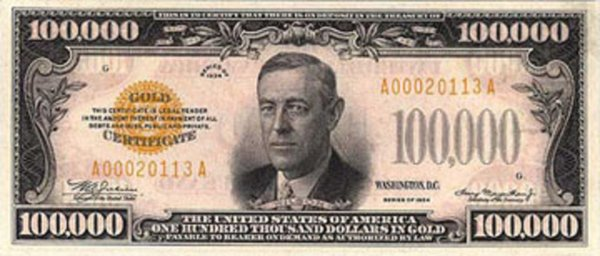 THIS IS TO CERTIFY THAT THERE IS ON DEPOSIT IN THE TREASURY OF
100,000
100,000
G
SERIES OF
1934
A00020113A
GOLD
THIS CERTIFICATE IS LEGAL TENDER
IN THE AMOUNT THEREOF IN PAYMENT OF ALL
DEBTS AND DUES, PUBLIC AND PRIVATE.
CERTIFICATE
100,000
A00020113A
G
WASHINGTON, D.C.
SERIES OF 1934
100,000
100,000
THE UNITED STATES OF AMERICA
ONE HUNDRED THOUSAND DOLLARS IN GOLD
PAYABLE TO BEARER ON DEMAND AS AUTHORIZED BY LAW